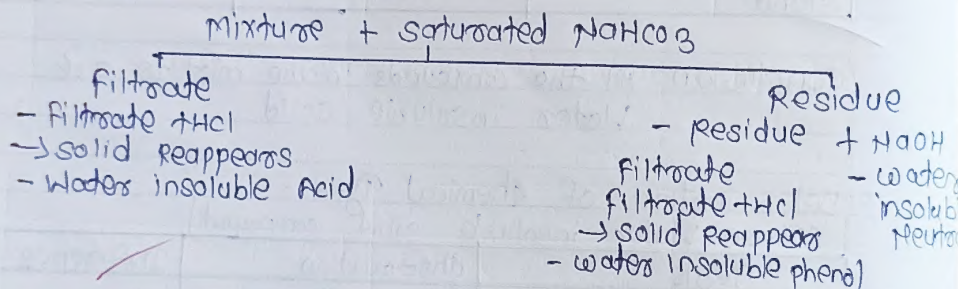 Mixture + saturated NaHCO3
Filtrate
- Filtrate + HCl
→ solid Reappears
- Water insoluble Acid
Residue
- Residue + NaOH
Filtrate
Filtrate + HCl
→ solid Reappears
- water insoluble phenol
- water
insolub
Neutr